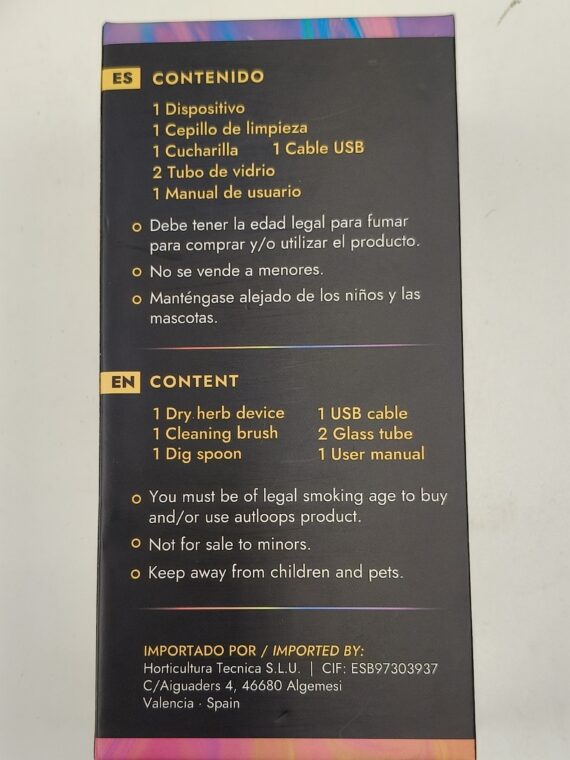 ES CONTENIDO
1 Dispositivo
1 Cepillo de limpieza
1 Cucharilla 1 Cable USB
2 Tubo de vidrio
1 Manual de usuario
Debe tener la edad legal para fumar
para comprar y/o utilizar el producto.
No se vende a menores.
Manténgase alejado de los niños y las
mascotas.
EN CONTENT
1 Dry herb device 1 USB cable
1 Cleaning brush 2 Glass tube
1 Dig spoon 1 User manual
You must be of legal smoking age to buy
and/or use autloops product.
Not for sale to minors.
Keep away from children and pets.
IMPORTADO POR / IMPORTED BY:
Horticultura Tecnica S.L.U. | CIF: ESB97303937
C/Aiguaders 4, 46680 Algemesi
Valencia · Spain